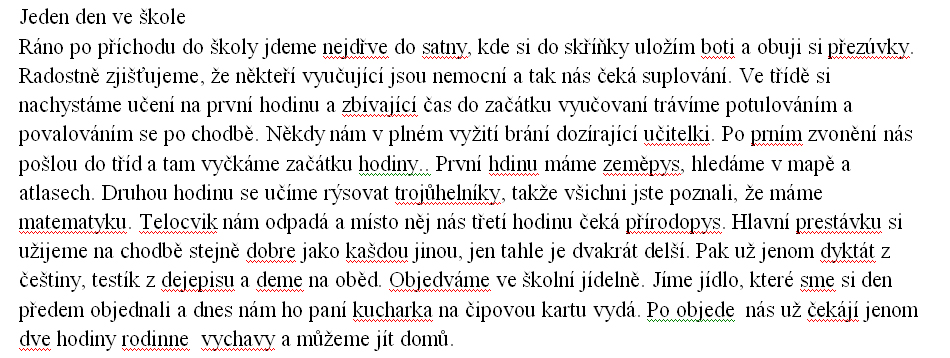 Jeden den ve škole
Ráno po příchodu do školy jdeme nejdřve do satny, kde si do skříňky uložím boti a obuji si přezúvky.
Radostně zjišťujeme, že někteří vyučující jsou nemocní a tak nás čeká suplování. Ve třídě si
nachystáme učení na první hodinu a zbívající čas do začátku vyučovaní trávíme potulováním a
povalováním se po chodbě. Někdy nám v plném vyžití brání dozírající učitelki. Po prním zvonění nás
pošlou do tříd a tam vyčkáme začátku hodiny.. První hdinu máme zeměpys, hledáme v mapě a
atlasech. Druhou hodinu se učíme rýsovat trojůhelníky, takže všichni jste poznali, že máme
matematyku. Telocvik nám odpadá a místo něj nás třetí hodinu čeká přírodopys. Hlavní prestávku si
užijeme na chodbě stejně dobre jako kašdou jinou, jen tahle je dvakrát delší. Pak už jenom dyktát z
češtiny, testík z dejepisu a deme na oběd. Objedváme ve školní jídelně. Jíme jídlo, které sme si den
předem objednali a dnes nám ho paní kucharka na čipovou kartu vydá. Po objede  nás už čekájí jenom
dve hodiny rodinne  vychavy a můžeme jít domů.